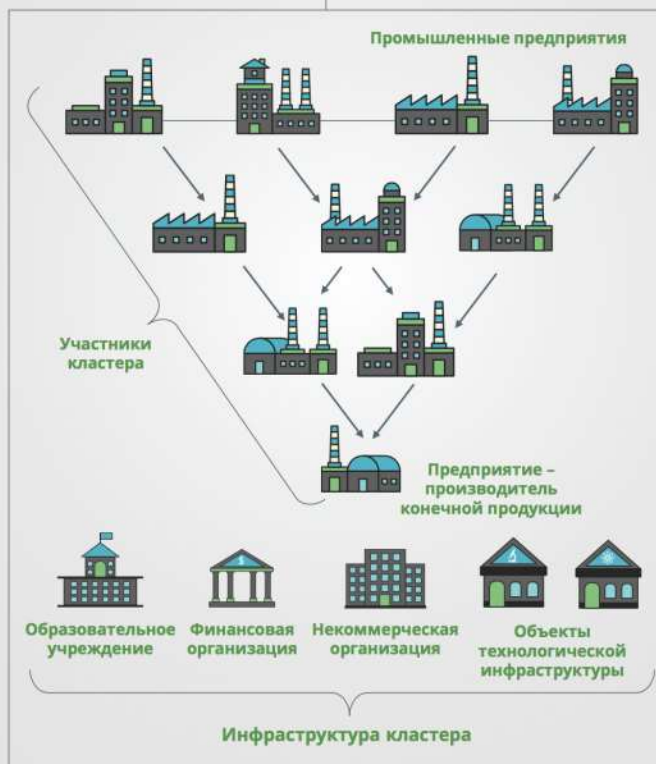 Промышленные предприятия
Участники
кластера
Предприятие –
производитель
конечной продукции
Образовательное
учреждение
Финансовая
организация
Некоммерческая
организация
Объекты
технологической
инфраструктуры
Инфраструктура кластера